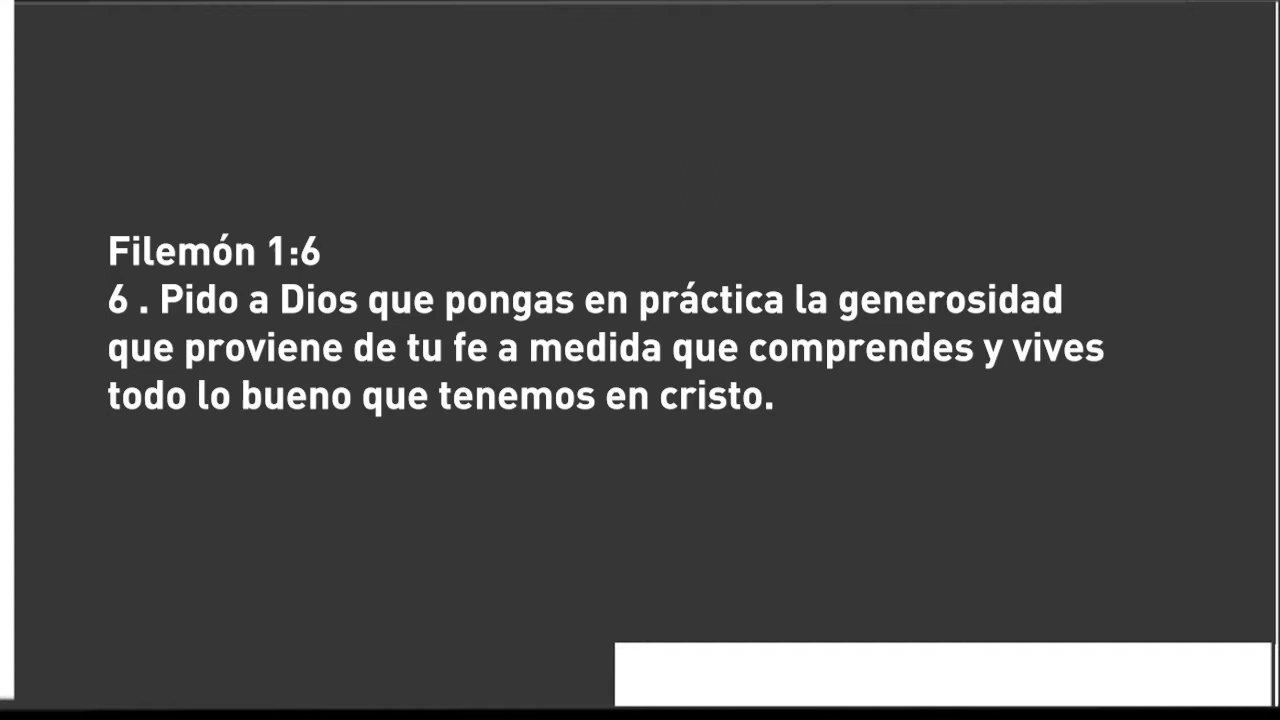 Filemón 1:6
6 . Pido a Dios que pongas en práctica la generosidad
que proviene de tu fe a medida que comprendes y vives
todo lo bueno que tenemos en cristo.